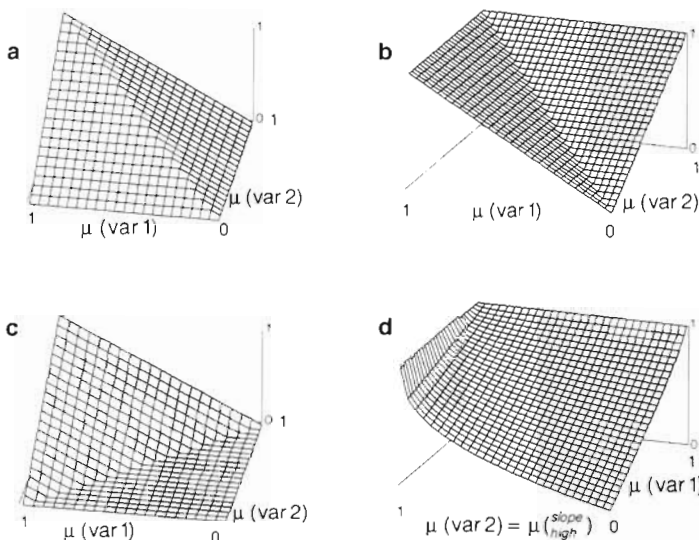 a
1
0 1
μ (var 2)
1
μ (var 1)
0
b
1
0
1
1
μ (var 1)
μ (var 2)
0
c
1
0 1
μ (var 2)
1
μ (var 1)
0
d
1
0
1
μ (var 1)
1
μ (var 2) = μ (slope high) 0